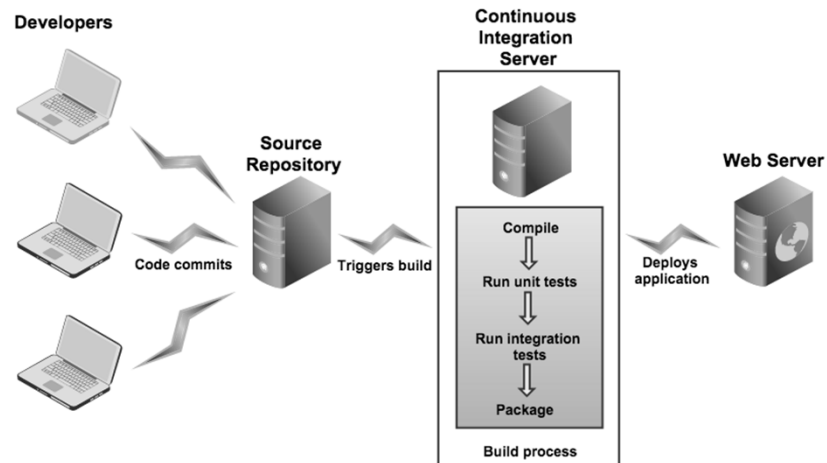 Developers
Source
Repository
Code commits
Triggers build
Continuous
Integration
Server
Compile
Run unit tests
Run integration
tests
Package
Build process
Deploys
application
Web Server